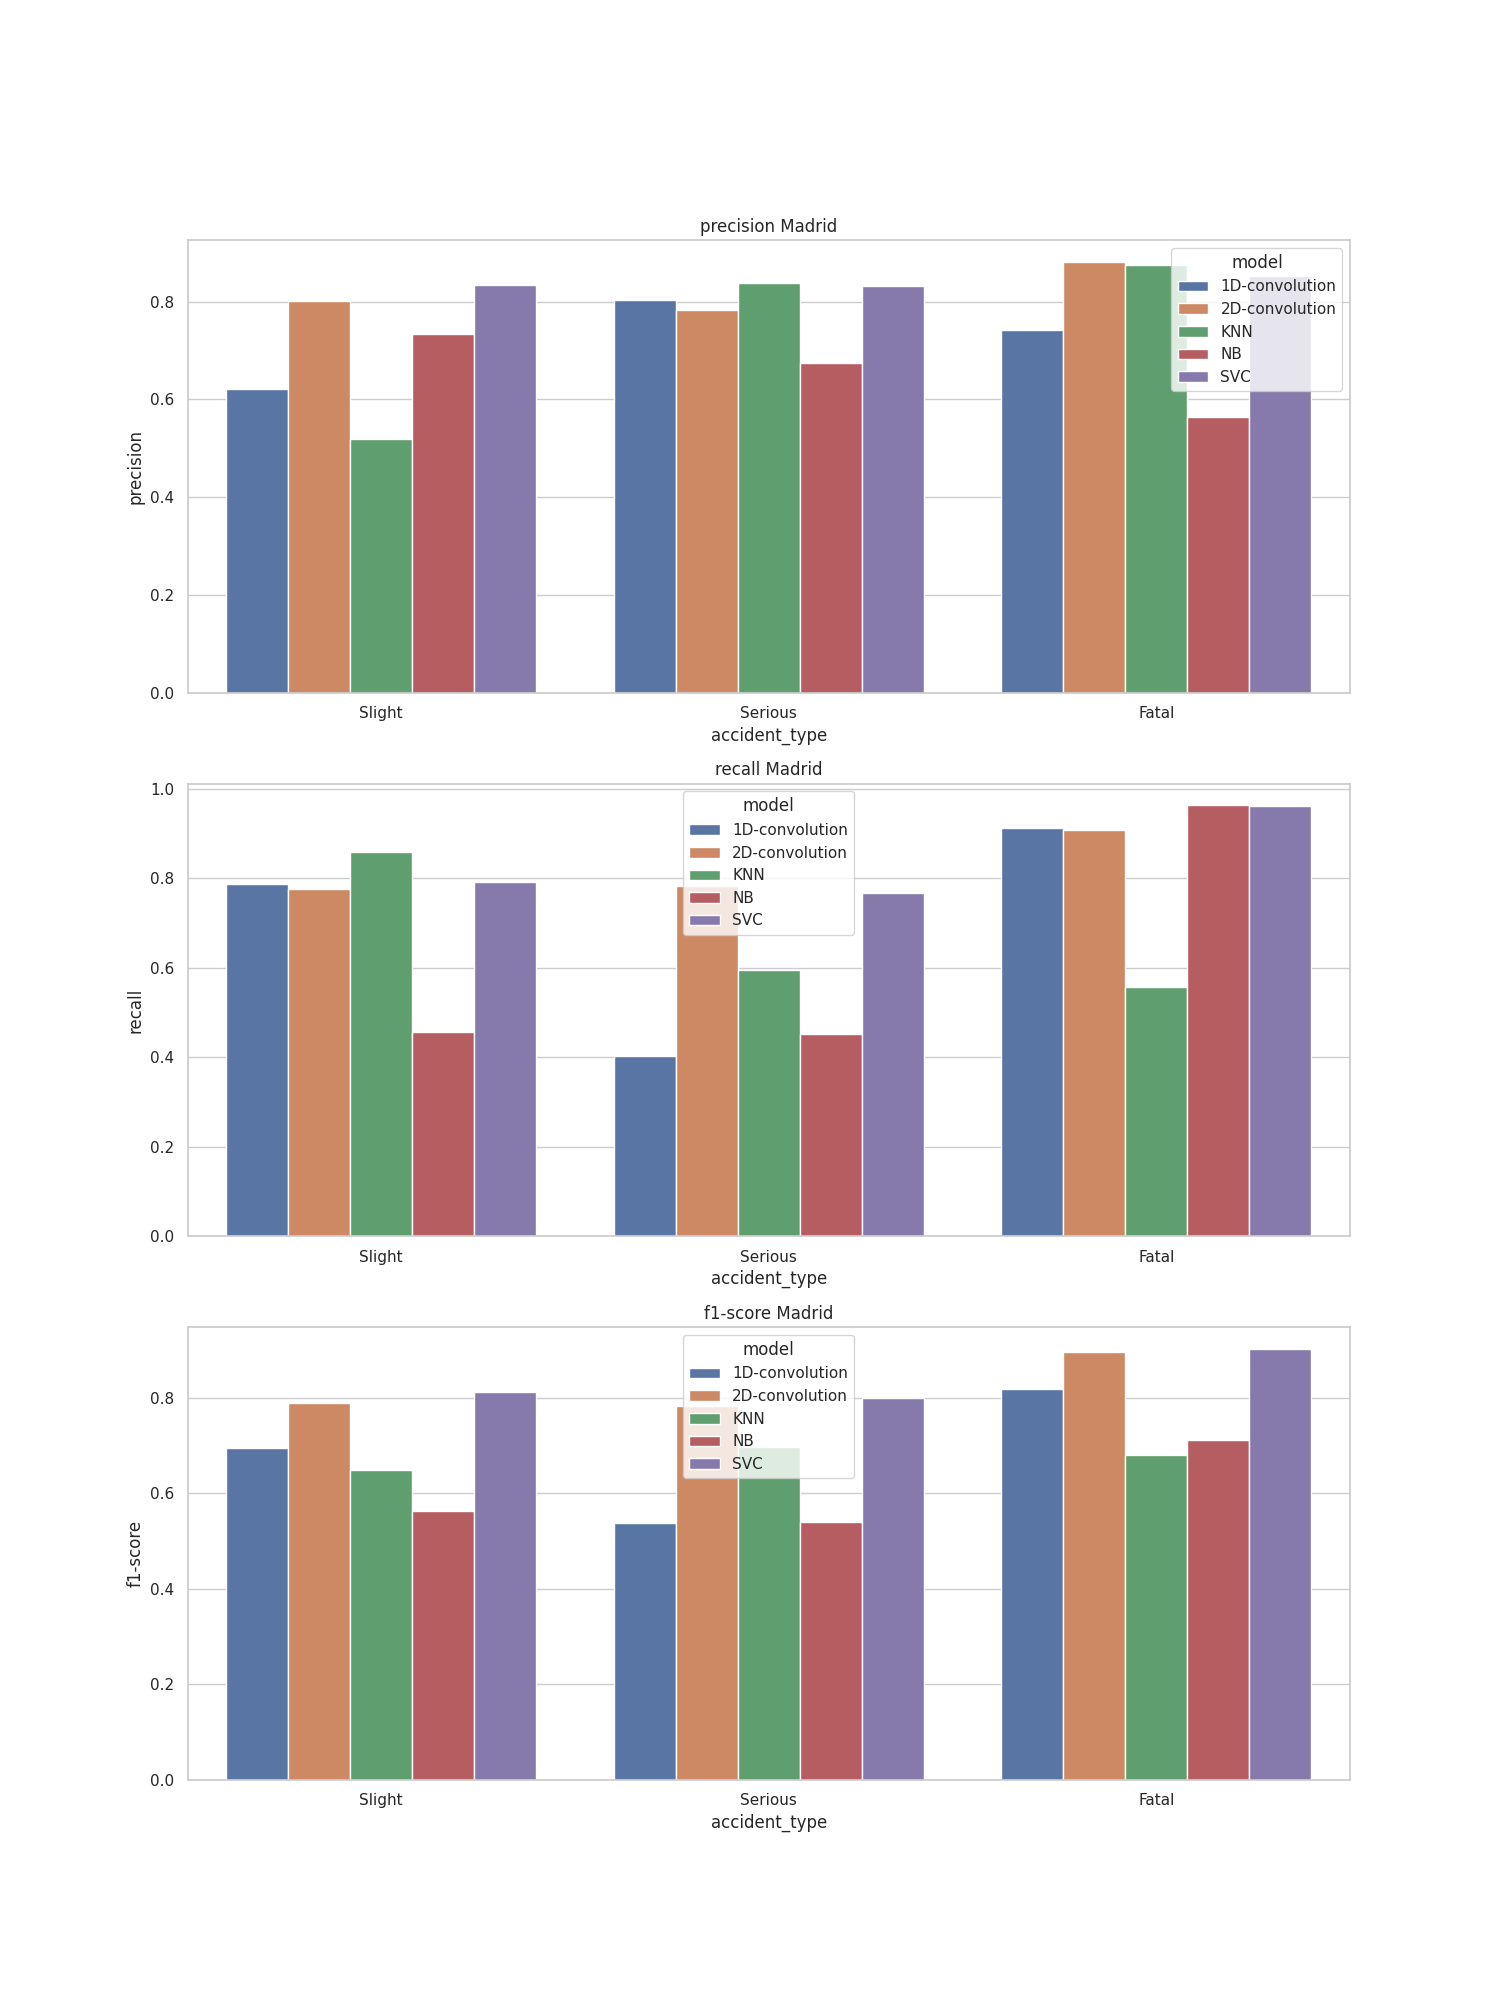 precision Madrid
model
1D-convolution
2D-convolution
KNN
NB
SVC
precision
0.8
0.6
0.4
0.2
0.0
Slight
Serious
Fatal
accident_type
recall Madrid
model
1D-convolution
2D-convolution
KNN
NB
SVC
recall
1.0
0.8
0.6
0.4
0.2
0.0
Slight
Serious
Fatal
accident_type
f1-score Madrid
model
1D-convolution
2D-convolution
KNN
NB
SVC
f1-score
0.8
0.6
0.4
0.2
0.0
Slight
Serious
Fatal
accident_type